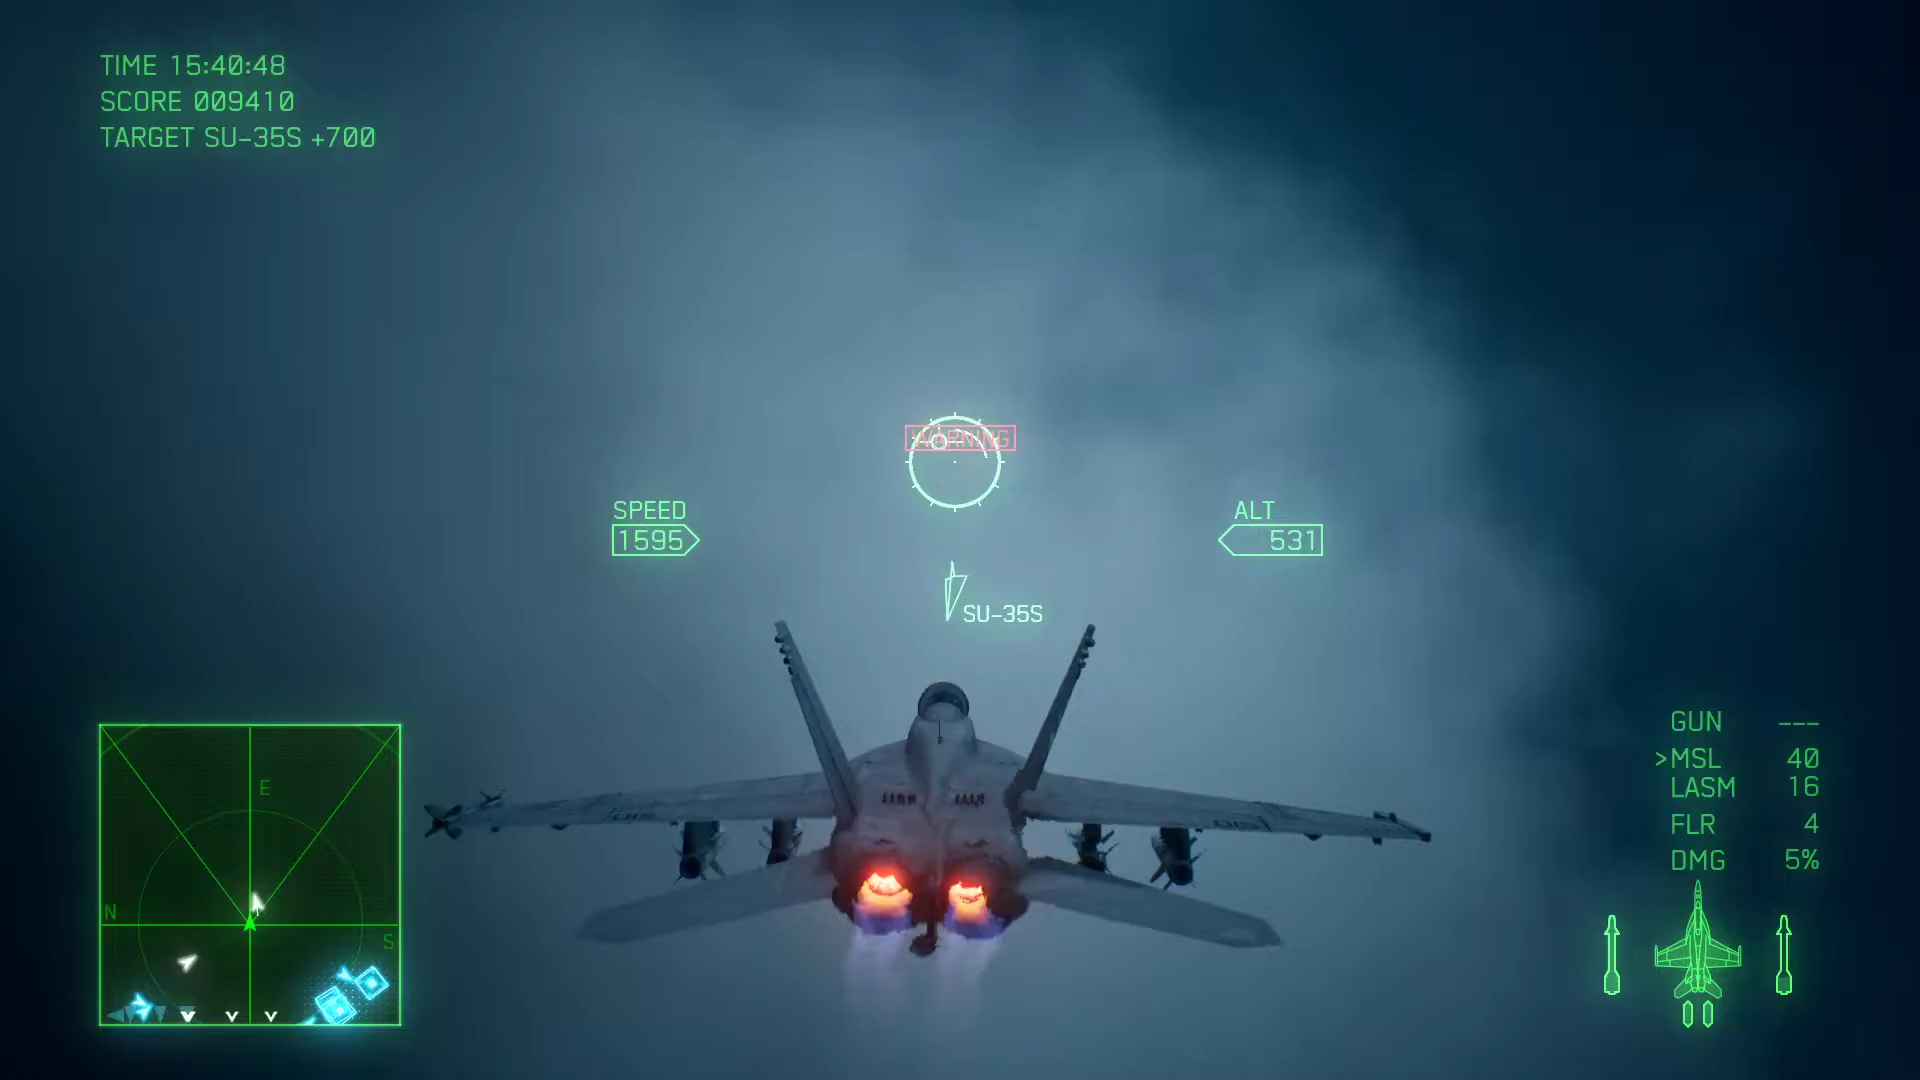 TIME 15:40:48
SCORE 009410
TARGET SU-35S +700
WARNING
SPEED
1595
ALT
531
SU-35S
E
N
S
GUN ---
>MSL 40
LASM 16
FLR 4
DMG 5%